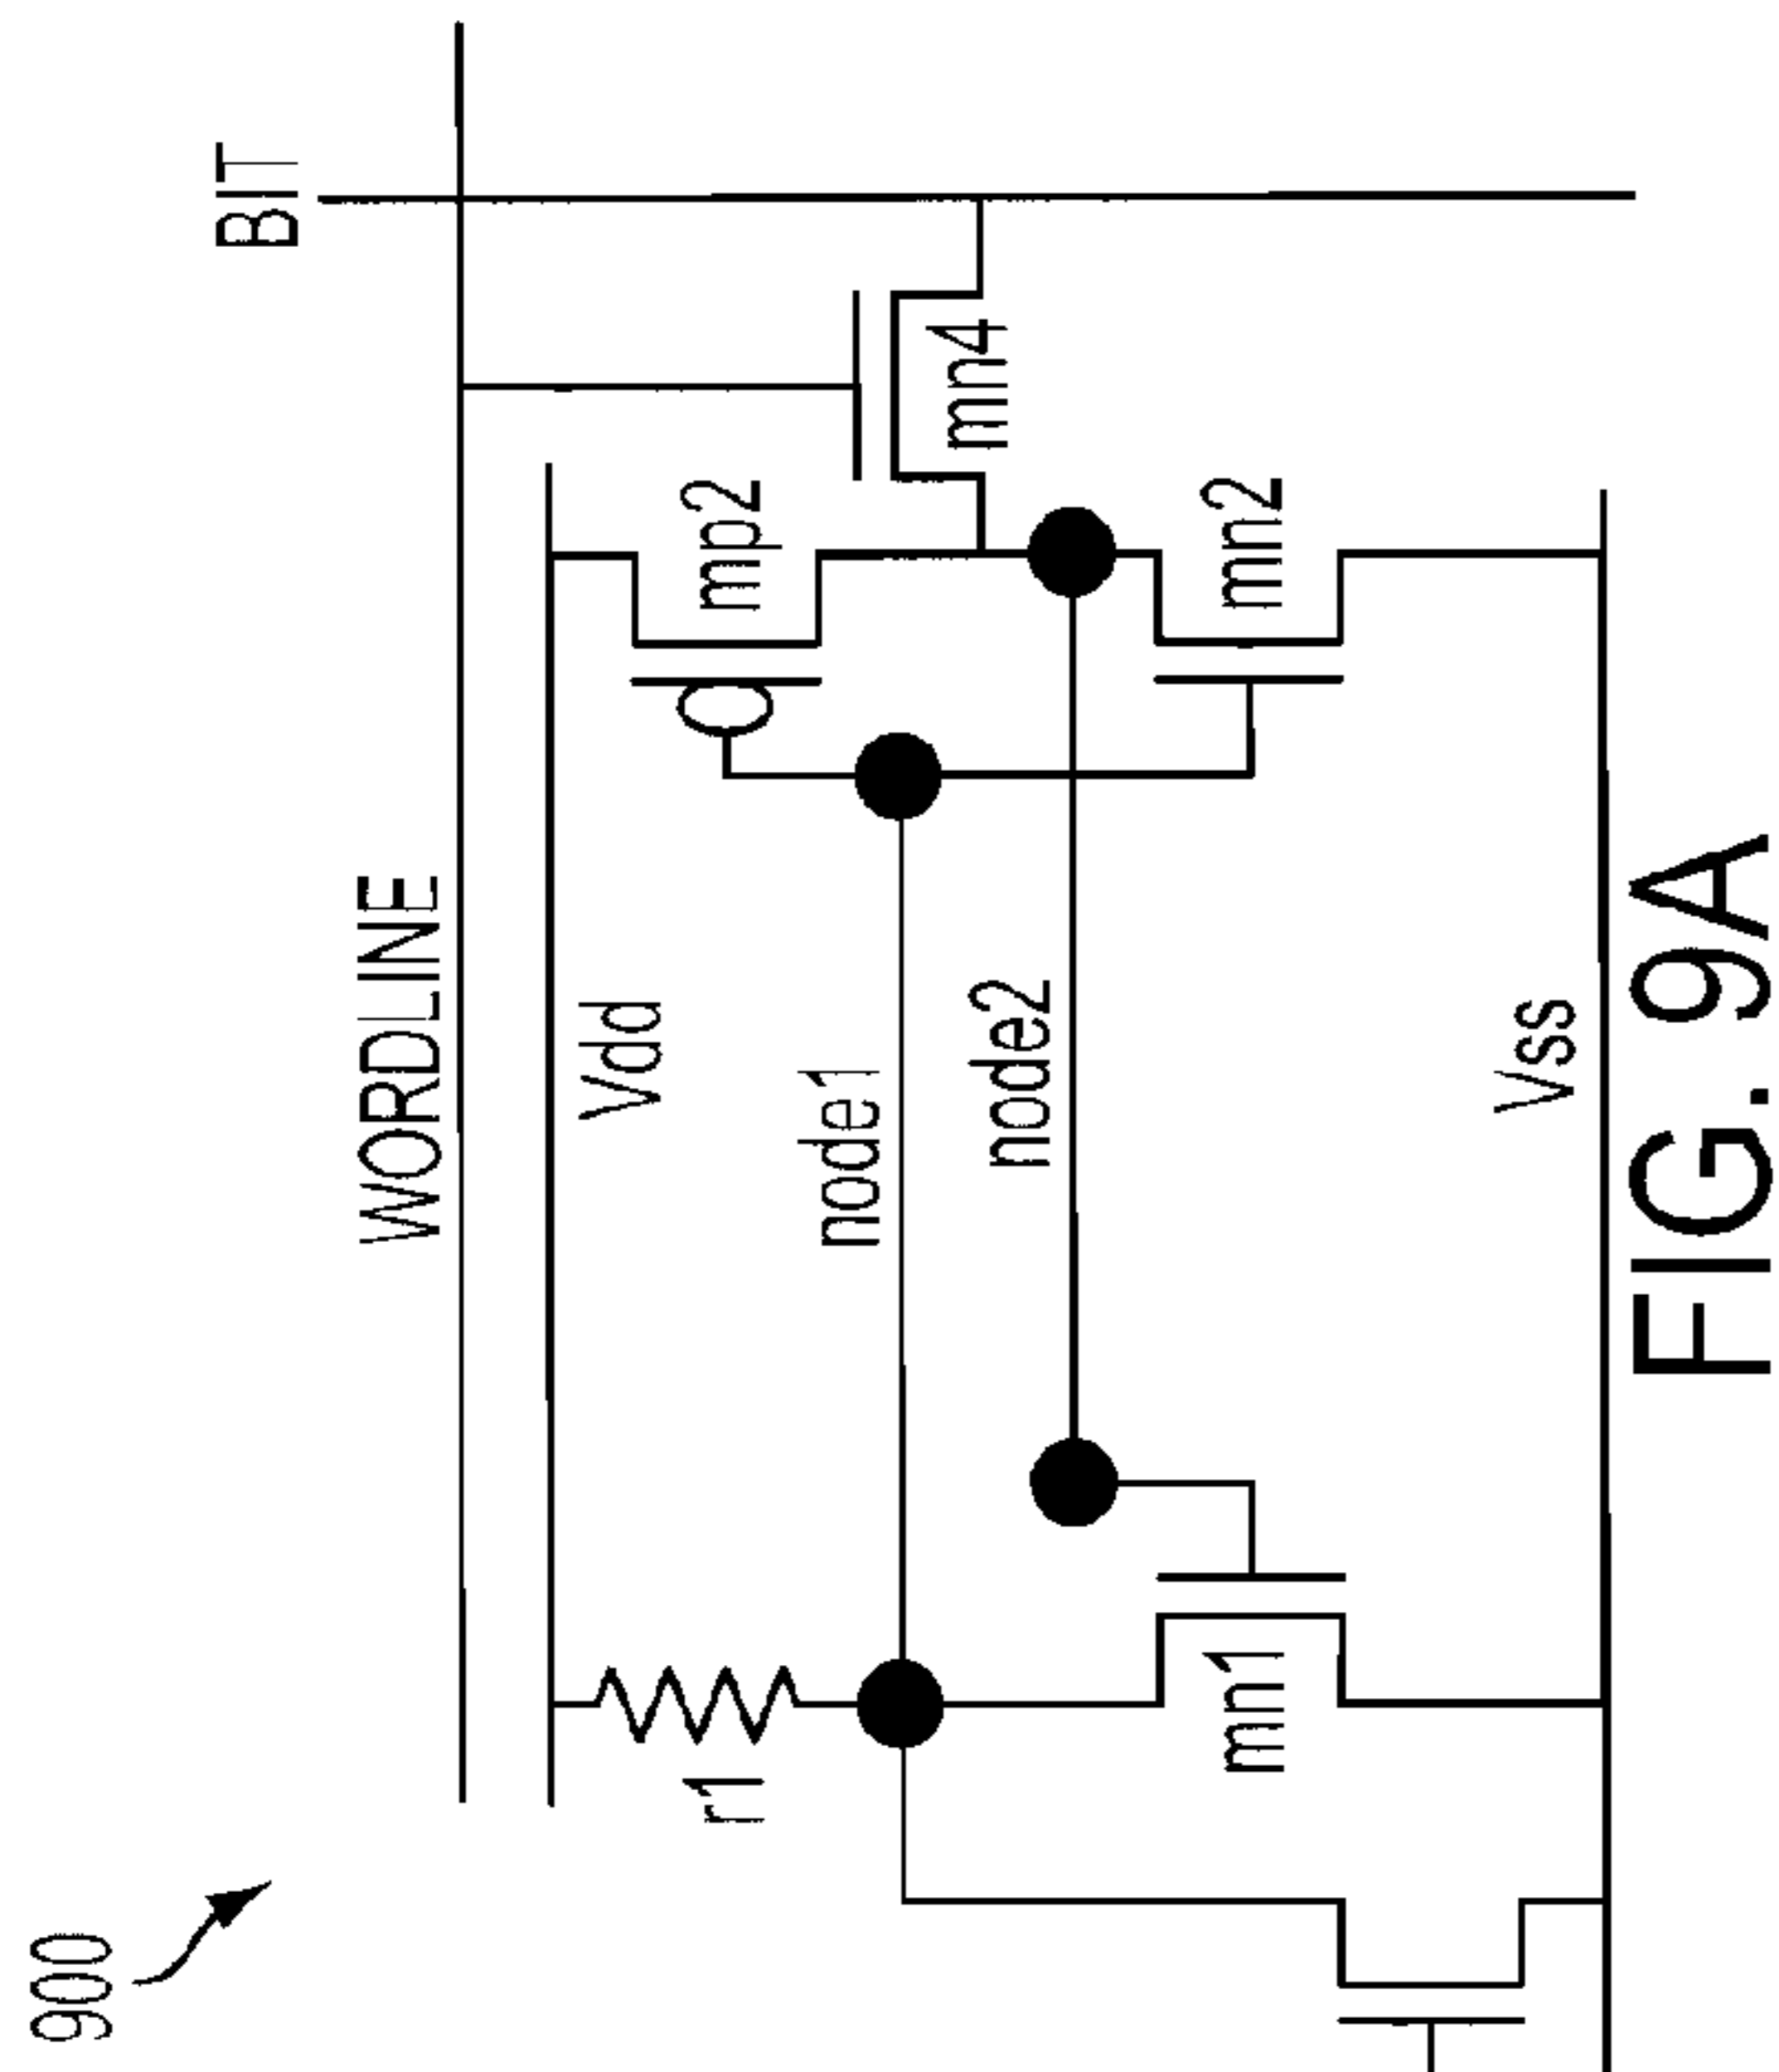 900
WORDLINE
BIT
Vdd
r1
mp2
node1
mn4
node2
mn1
mn2
Vss
FIG. 9A